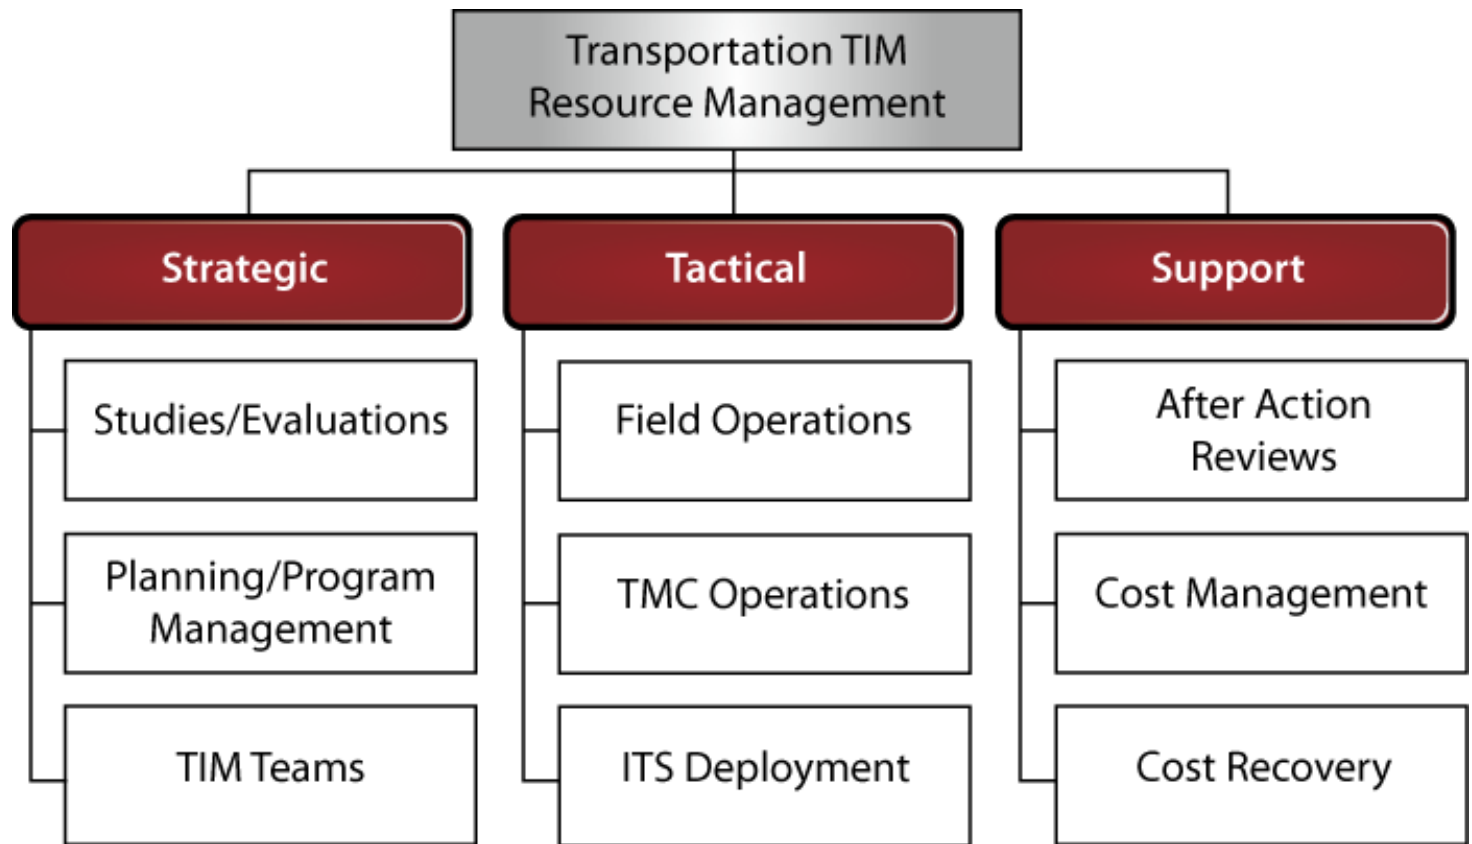 Transportation TIM
Resource Management
Strategic
Tactical
Support
Studies/Evaluations
Field Operations
After Action
Reviews
Planning/Program
Management
TMC Operations
Cost Management
TIM Teams
ITS Deployment
Cost Recovery